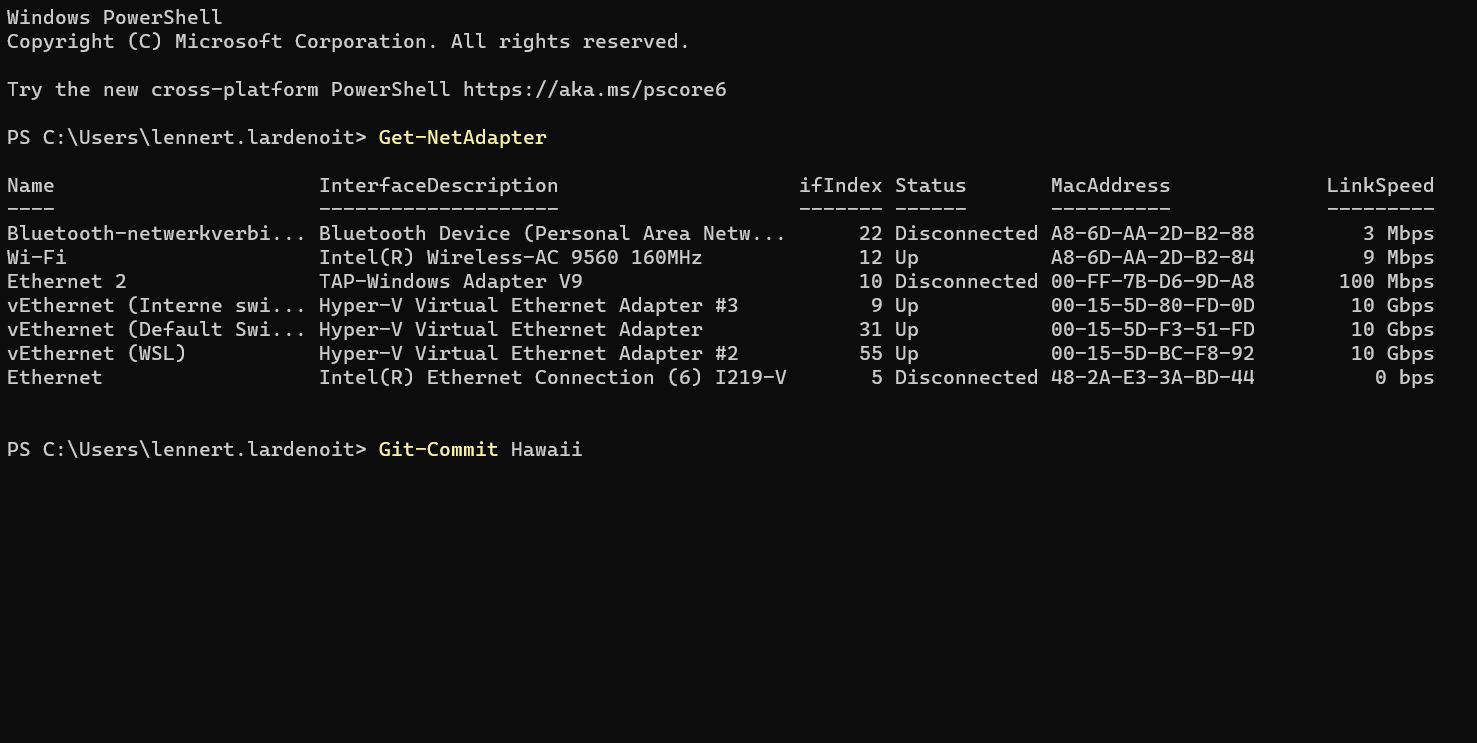 Windows PowerShell
Copyright (C) Microsoft Corporation. All rights reserved.
Try the new cross-platform PowerShell https://aka.ms/pscore6
PS C:\Users\lennert.lardenoit> Get-NetAdapter
Name                      InterfaceDescription                    ifIndex Status       MacAddress             LinkSpeed
----                      --------------------                    ------- ------       ----------             ---------
Bluetooth-netwerkverbi... Bluetooth Device (Personal Area Netw...      22 Disconnected A8-6D-AA-2D-B2-88         3 Mbps
Wi-Fi                     Intel(R) Wireless-AC 9560 160MHz             12 Up           A8-6D-AA-2D-B2-84         9 Mbps
Ethernet 2                TAP-Windows Adapter V9                       10 Disconnected 00-FF-7B-D6-9D-A8       100 Mbps
vEthernet (Interne swi... Hyper-V Virtual Ethernet Adapter #3           9 Up           00-15-5D-80-FD-0D        10 Gbps
vEthernet (Default Swi... Hyper-V Virtual Ethernet Adapter             31 Up           00-15-5D-F3-51-FD        10 Gbps
vEthernet (WSL)           Hyper-V Virtual Ethernet Adapter #2          55 Up           00-15-5D-BC-F8-92        10 Gbps
Ethernet                  Intel(R) Ethernet Connection (6) I219-V       5 Disconnected 48-2A-E3-3A-BD-44          0 bps
PS C:\Users\lennert.lardenoit> Git-Commit Hawaii